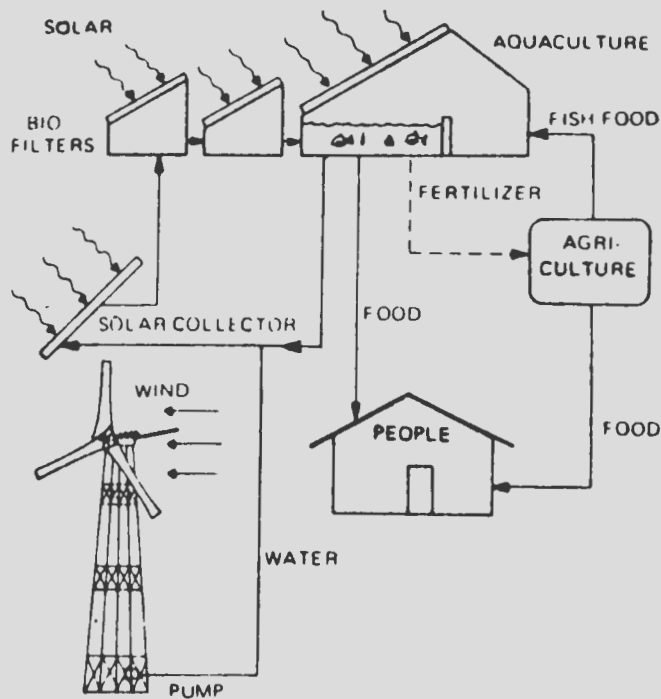 SOLAR
AQUACULTURE
BIO
FILTERS
FISH FOOD
FERTILIZER
AGRI-
CULTURE
SOLAR COLLECTOR
FOOD
WIND
PEOPLE
FOOD
WATER
PUMP